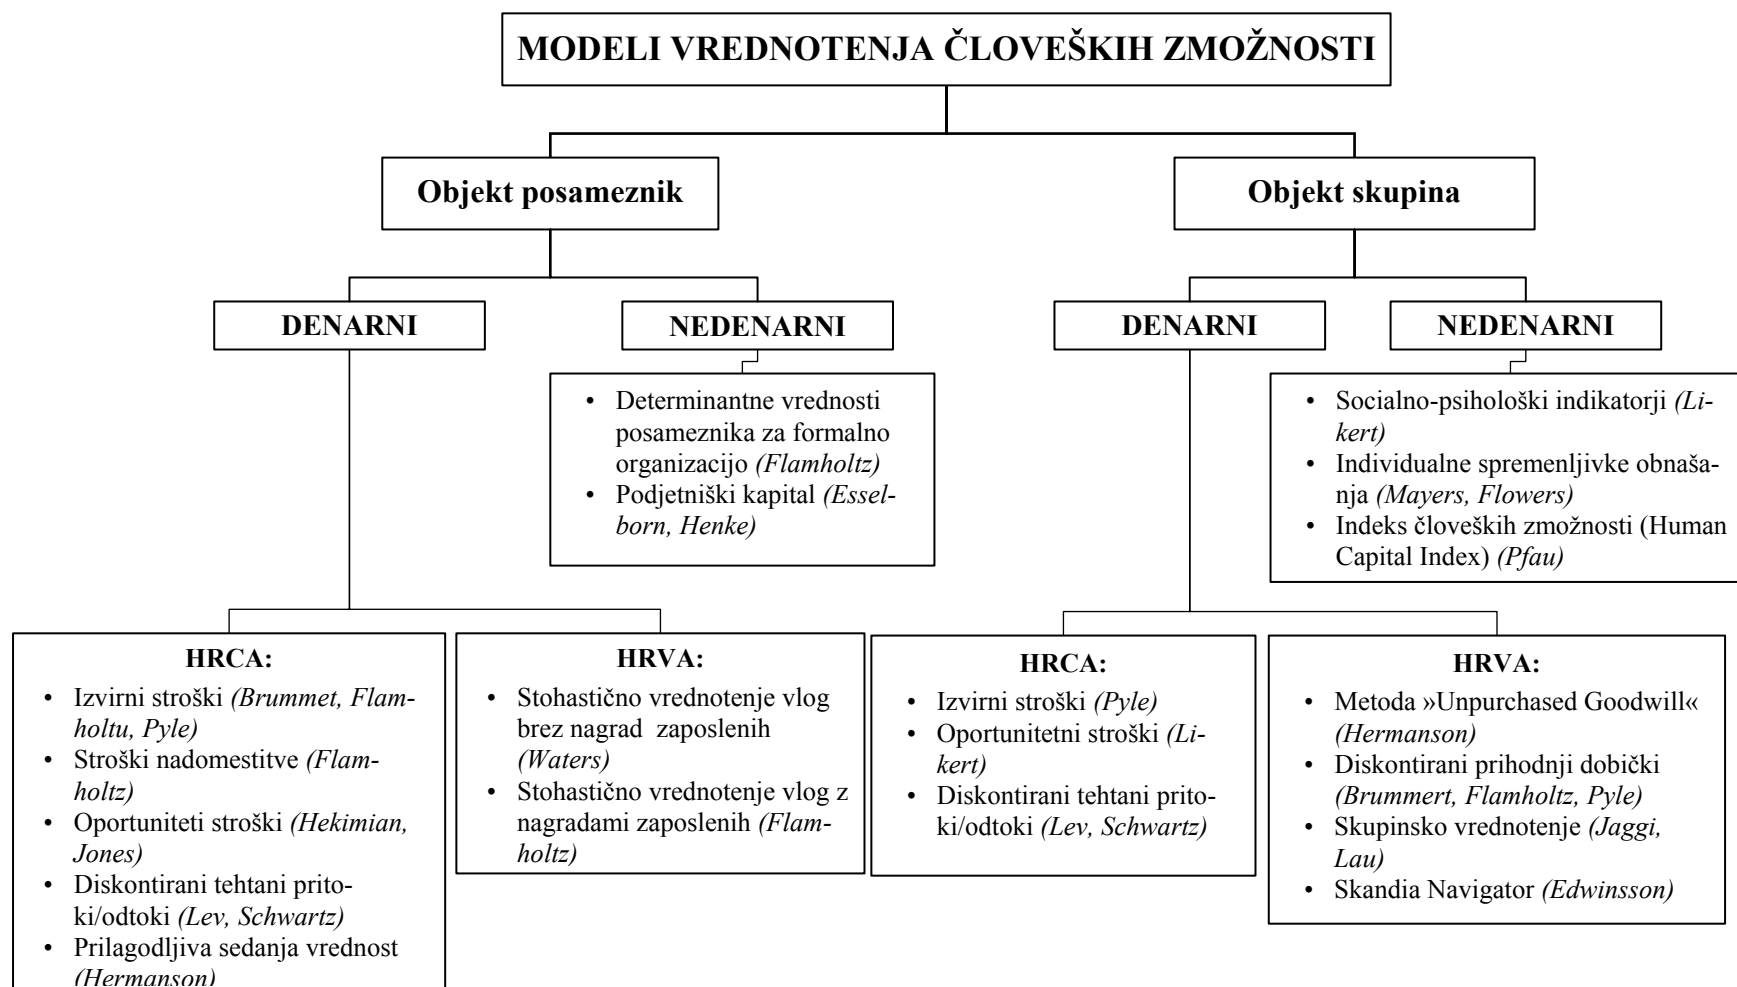 MODELI VREDNOTENJA ČLOVEŠKIH ZMOŽNOSTI
Objekt posameznik
Objekt skupina
DENARNI
NEDENARNI
DENARNI
NEDENARNI
• Determinantne vrednosti
posameznika za formalno
organizacijo (Flamholtz)
• Podjetniški kapital (Essel-
born, Henke)
• Socialno-psihološki indikatorji (Li-
kert)
• Individualne spremenljivke obnaša-
nja (Mayers, Flowers)
• Indeks človeških zmožnosti (Human
Capital Index) (Pfau)
HRCA:
• Izvirni stroški (Brummet, Flam-
holtu, Pyle)
• Stroški nadomestitve (Flam-
holtz)
• Oportuniteti stroški (Hekimian,
Jones)
• Diskontirani tehtani prito-
ki/odtoki (Lev, Schwartz)
• Prilagodljiva sedanja vrednost
(Hermanson)
HRVA:
• Stohastično vrednotenje vlog
brez nagrad zaposlenih
(Waters)
• Stohastično vrednotenje vlog z
nagradami zaposlenih (Flam-
holtz)
HRCA:
• Izvirni stroški (Pyle)
• Oportunitetni stroški (Li-
kert)
• Diskontirani tehtani prito-
ki/odtoki (Lev, Schwartz)
HRVA:
• Metoda »Unpurchased Goodwill«
(Hermanson)
• Diskontirani prihodnji dobički
(Brummert, Flamholtz, Pyle)
• Skupinsko vrednotenje (Jaggi,
Lau)
• Skandia Navigator (Edwinsson)